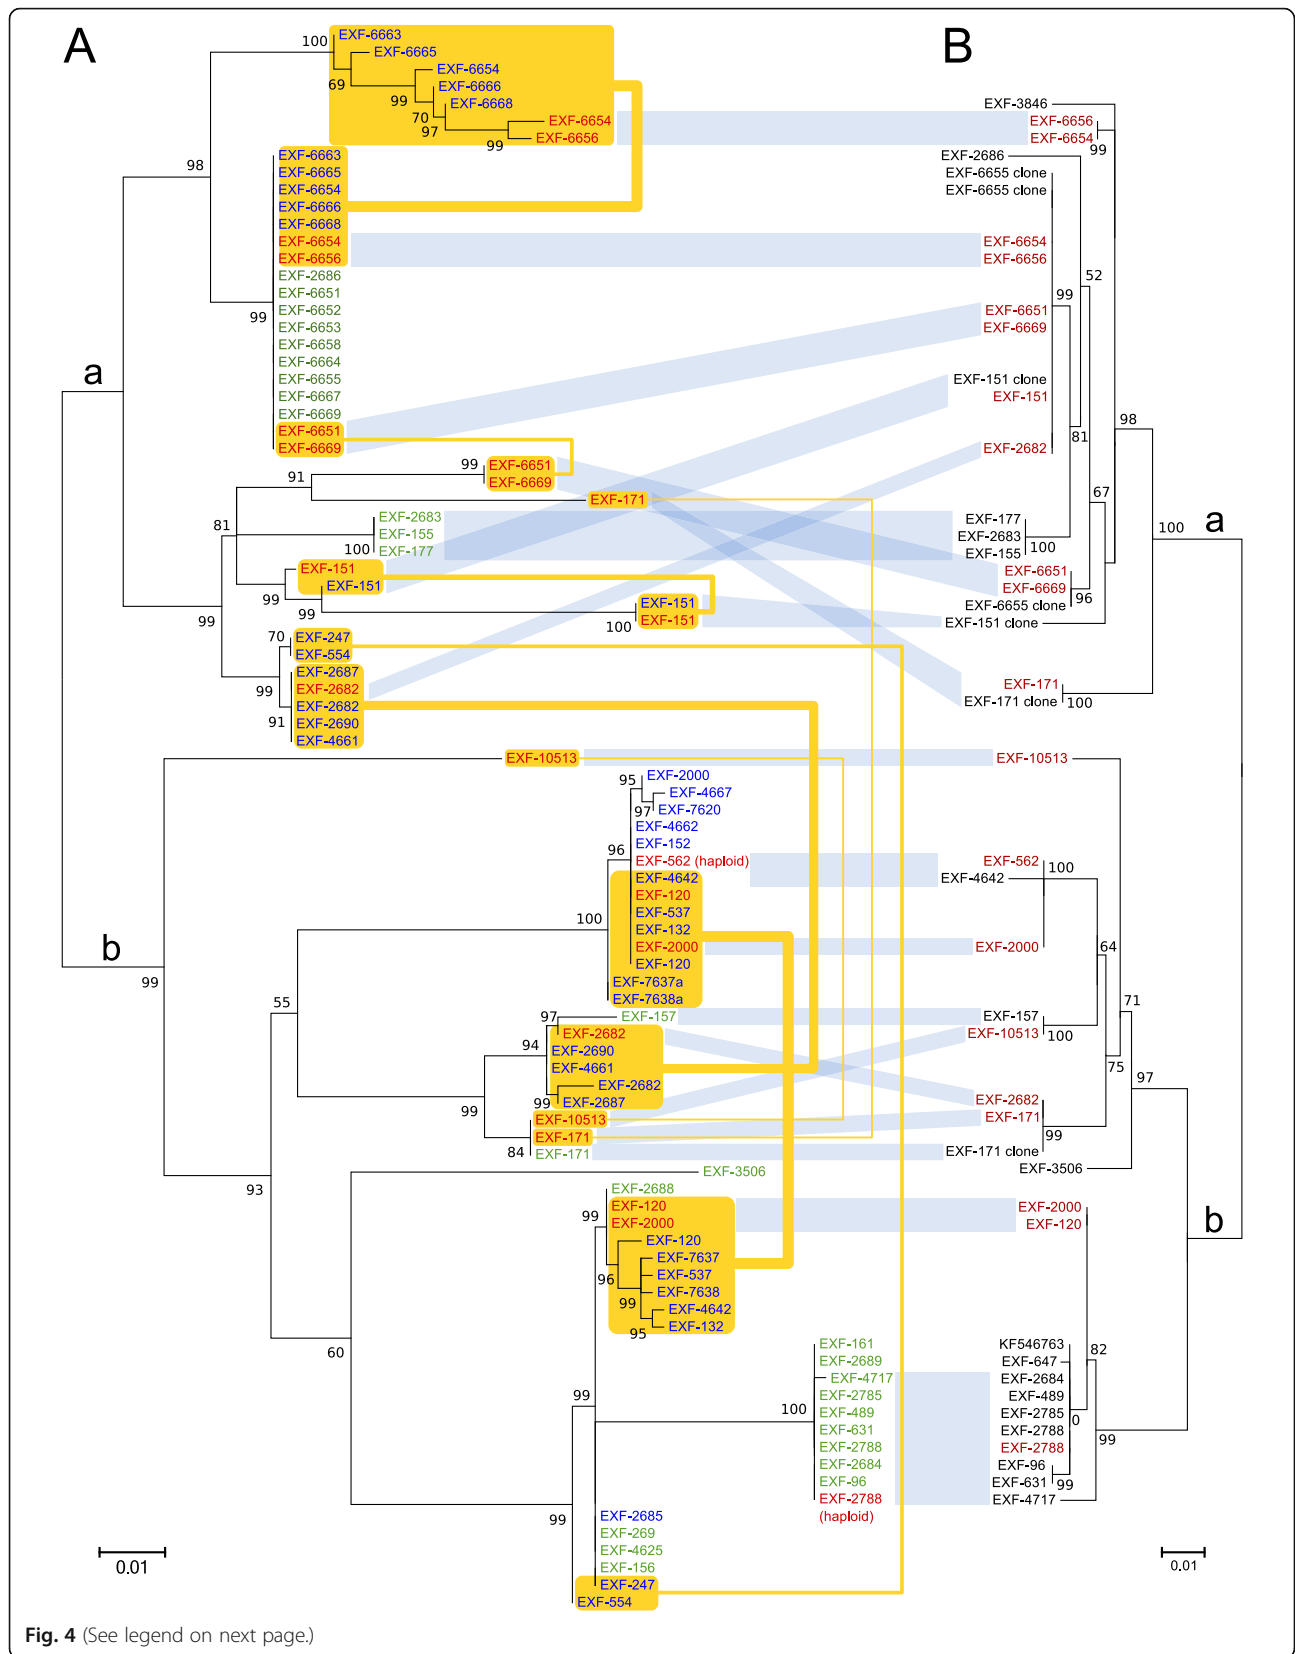 A
100
EXF-6663
EXF-6665
69
EXF-6654
99
EXF-6666
70
EXF-6668
97
EXF-6654
99
EXF-6656
98
EXF-6663
EXF-6665
EXF-6654
EXF-6666
EXF-6668
EXF-6654
EXF-6656
EXF-2686
EXF-6651
EXF-6652
99
EXF-6653
EXF-6658
EXF-6664
EXF-6655
EXF-6667
EXF-6669
EXF-6651
EXF-6669
a
99
EXF-6651
EXF-6669
91
EXF-171
81
EXF-2683
EXF-155
100
EXF-177
EXF-151
EXF-151
99
99
EXF-151
100
EXF-151
99
70
EXF-247
EXF-554
99
EXF-2687
EXF-2682
EXF-2682
91
EXF-2690
EXF-4661
EXF-10513
95
EXF-2000
EXF-4667
97
EXF-7620
EXF-4662
EXF-152
96
EXF-562 (haploid)
EXF-4642
EXF-120
100
EXF-537
EXF-132
EXF-2000
EXF-120
EXF-7637a
EXF-7638a
b
99
55
97
EXF-157
EXF-2682
94
EXF-2690
EXF-4661
EXF-2682
99
EXF-2687
99
EXF-10513
EXF-171
84
EXF-171
93
EXF-3506
EXF-2688
99
EXF-120
EXF-2000
EXF-120
96
EXF-7637
EXF-537
99
EXF-7638
EXF-4642
95
EXF-132
60
99
EXF-161
EXF-2689
EXF-4717
EXF-2785
100
EXF-489
EXF-631
EXF-2788
EXF-2684
EXF-96
EXF-2788
(haploid)
99
EXF-2685
EXF-269
EXF-4625
EXF-156
EXF-247
EXF-554
0.01
B
EXF-3846
EXF-6656
EXF-6654
99
EXF-2686
EXF-6655 clone
EXF-6655 clone
EXF-6654
EXF-6656
52
99
EXF-6651
EXF-6669
EXF-151 clone
EXF-151
81
EXF-2682
98
67
EXF-177
EXF-2683
100
EXF-155
100
a
EXF-6651
EXF-6669
96
EXF-6655 clone
EXF-151 clone
EXF-171
EXF-171 clone
100
EXF-10513
EXF-562
100
EXF-4642
EXF-2000
64
71
EXF-157
EXF-10513
100
75
97
EXF-2682
EXF-171
99
EXF-171 clone
EXF-3506
EXF-2000
EXF-120
b
KF546763
82
EXF-647
EXF-2684
EXF-489
EXF-2785
0
EXF-2788
99
EXF-2788
EXF-96
EXF-631
99
EXF-4717
0.01
Fig. 4 (See legend on next page.)